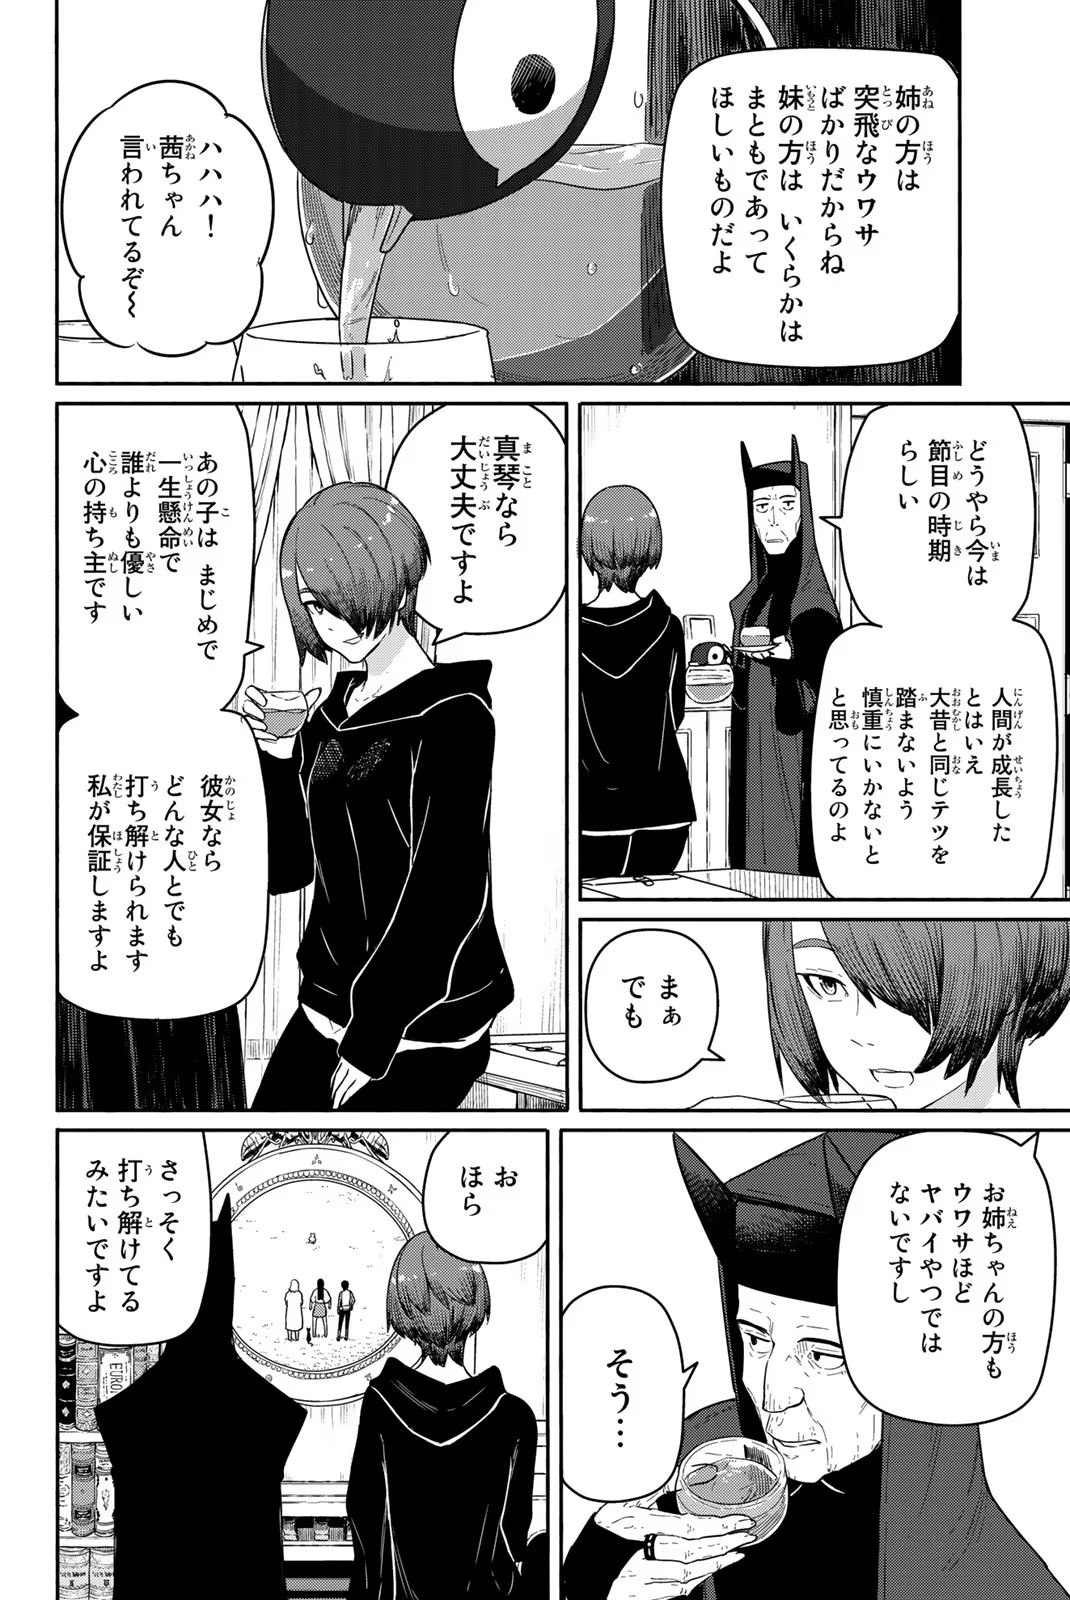 姉の方は
突飛なウワサ
ばかりだからね
妹の方は いくらかは
まともであって
ほしいものだよ
ハハハ!
茜ちゃん
言われてるぞ〜
どうやら今は
節目の時期
らしい
人間が成長した
とはいえ
大昔と同じテツを
踏まないよう
慎重にいかないと
と思ってるのよ
真琴なら
大丈夫ですよ
あの子は まじめで
一生懸命で
誰よりも優しい
心の持ち主です
彼女なら
どんな人とでも
打ち解けられます
私が保証しますよ
まぁ
でも
お姉ちゃんの方も
ウワサほど
ヤバイやつでは
ないですし
そう…
お
ほら
さっそく
打ち解けてる
みたいですよ